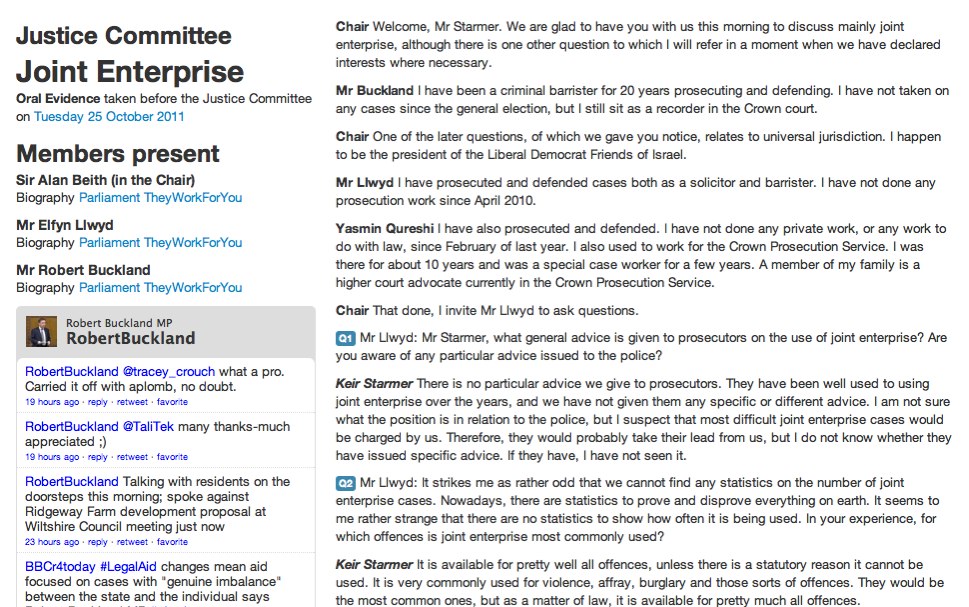 Justice Committee
Joint Enterprise
Oral Evidence taken before the Justice Committee
on Tuesday 25 October 2011
Members present
Sir Alan Beith (in the Chair)
Biography Parliament TheyWorkForYou
Mr Elfyn Llwyd
Biography Parliament TheyWorkForYou
Mr Robert Buckland
Biography Parliament TheyWorkForYou
Robert Buckland MP
RobertBuckland
RobertBuckland @tracey_crouch what a pro.
Carried it off with aplomb, no doubt.
19 hours ago · reply · retweet · favorite
RobertBuckland @TaliTek many thanks-much
appreciated ;)
19 hours ago · reply · retweet · favorite
RobertBuckland Talking with residents on the
doorsteps this morning; spoke against
Ridgeway Farm development proposal at
Wiltshire Council meeting just now
23 hours ago · reply · retweet · favorite
BBCr4today #LegalAid changes mean aid
focused on cases with "genuine imbalance"
between the state and the individual says
Chair Welcome, Mr Starmer. We are glad to have you with us this morning to discuss mainly joint
enterprise, although there is one other question to which I will refer in a moment when we have declared
interests where necessary.
Mr Buckland I have been a criminal barrister for 20 years prosecuting and defending. I have not taken on
any cases since the general election, but I still sit as a recorder in the Crown court.
Chair One of the later questions, of which we gave you notice, relates to universal jurisdiction. I happen
to be the president of the Liberal Democrat Friends of Israel.
Mr Llwyd I have prosecuted and defended cases both as a solicitor and barrister. I have not done any
prosecution work since April 2010.
Yasmin Qureshi I have also prosecuted and defended. I have not done any private work, or any work to
do with law, since February of last year. I also used to work for the Crown Prosecution Service. I was
there for about 10 years and was a special case worker for a few years. A member of my family is a
higher court advocate currently in the Crown Prosecution Service.
Chair That done, I invite Mr Llwyd to ask questions.
Q1 Mr Llwyd: Mr Starmer, what general advice is given to prosecutors on the use of joint enterprise? Are
you aware of any particular advice issued to the police?
Keir Starmer There is no particular advice we give to prosecutors. They have been well used to using
joint enterprise over the years, and we have not given them any specific or different advice. I am not sure
what the position is in relation to the police, but I suspect that most difficult joint enterprise cases would
be charged by us. Therefore, they would probably take their lead from us, but I do not know whether they
have issued specific advice. If they have, I have not seen it.
Q2 Mr Llwyd: It strikes me as rather odd that we cannot find any statistics on the number of joint
enterprise cases. Nowadays, there are statistics to prove and disprove everything on earth. It seems to
me rather strange that there are no statistics to show how often it is being used. In your experience, for
which offences is joint enterprise most commonly used?
Keir Starmer It is available for pretty well all offences, unless there is a statutory reason it cannot be
used. It is very commonly used for violence, affray, burglary and those sorts of offences. They would be
the most common ones, but as a matter of law, it is available for pretty much all offences.